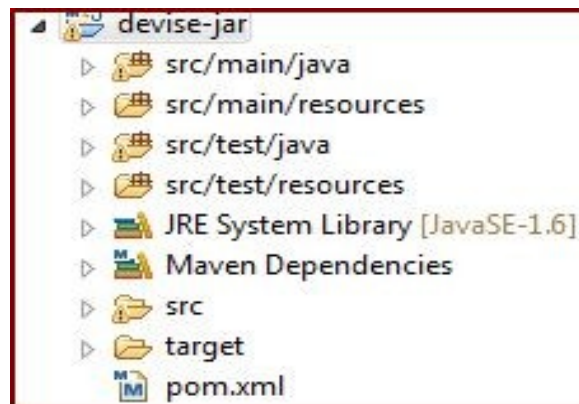 devise-jar
src/main/java
src/main/resources
src/test/java
src/test/resources
JRE System Library [JavaSE-1.6]
Maven Dependencies
src
target
pom.xml